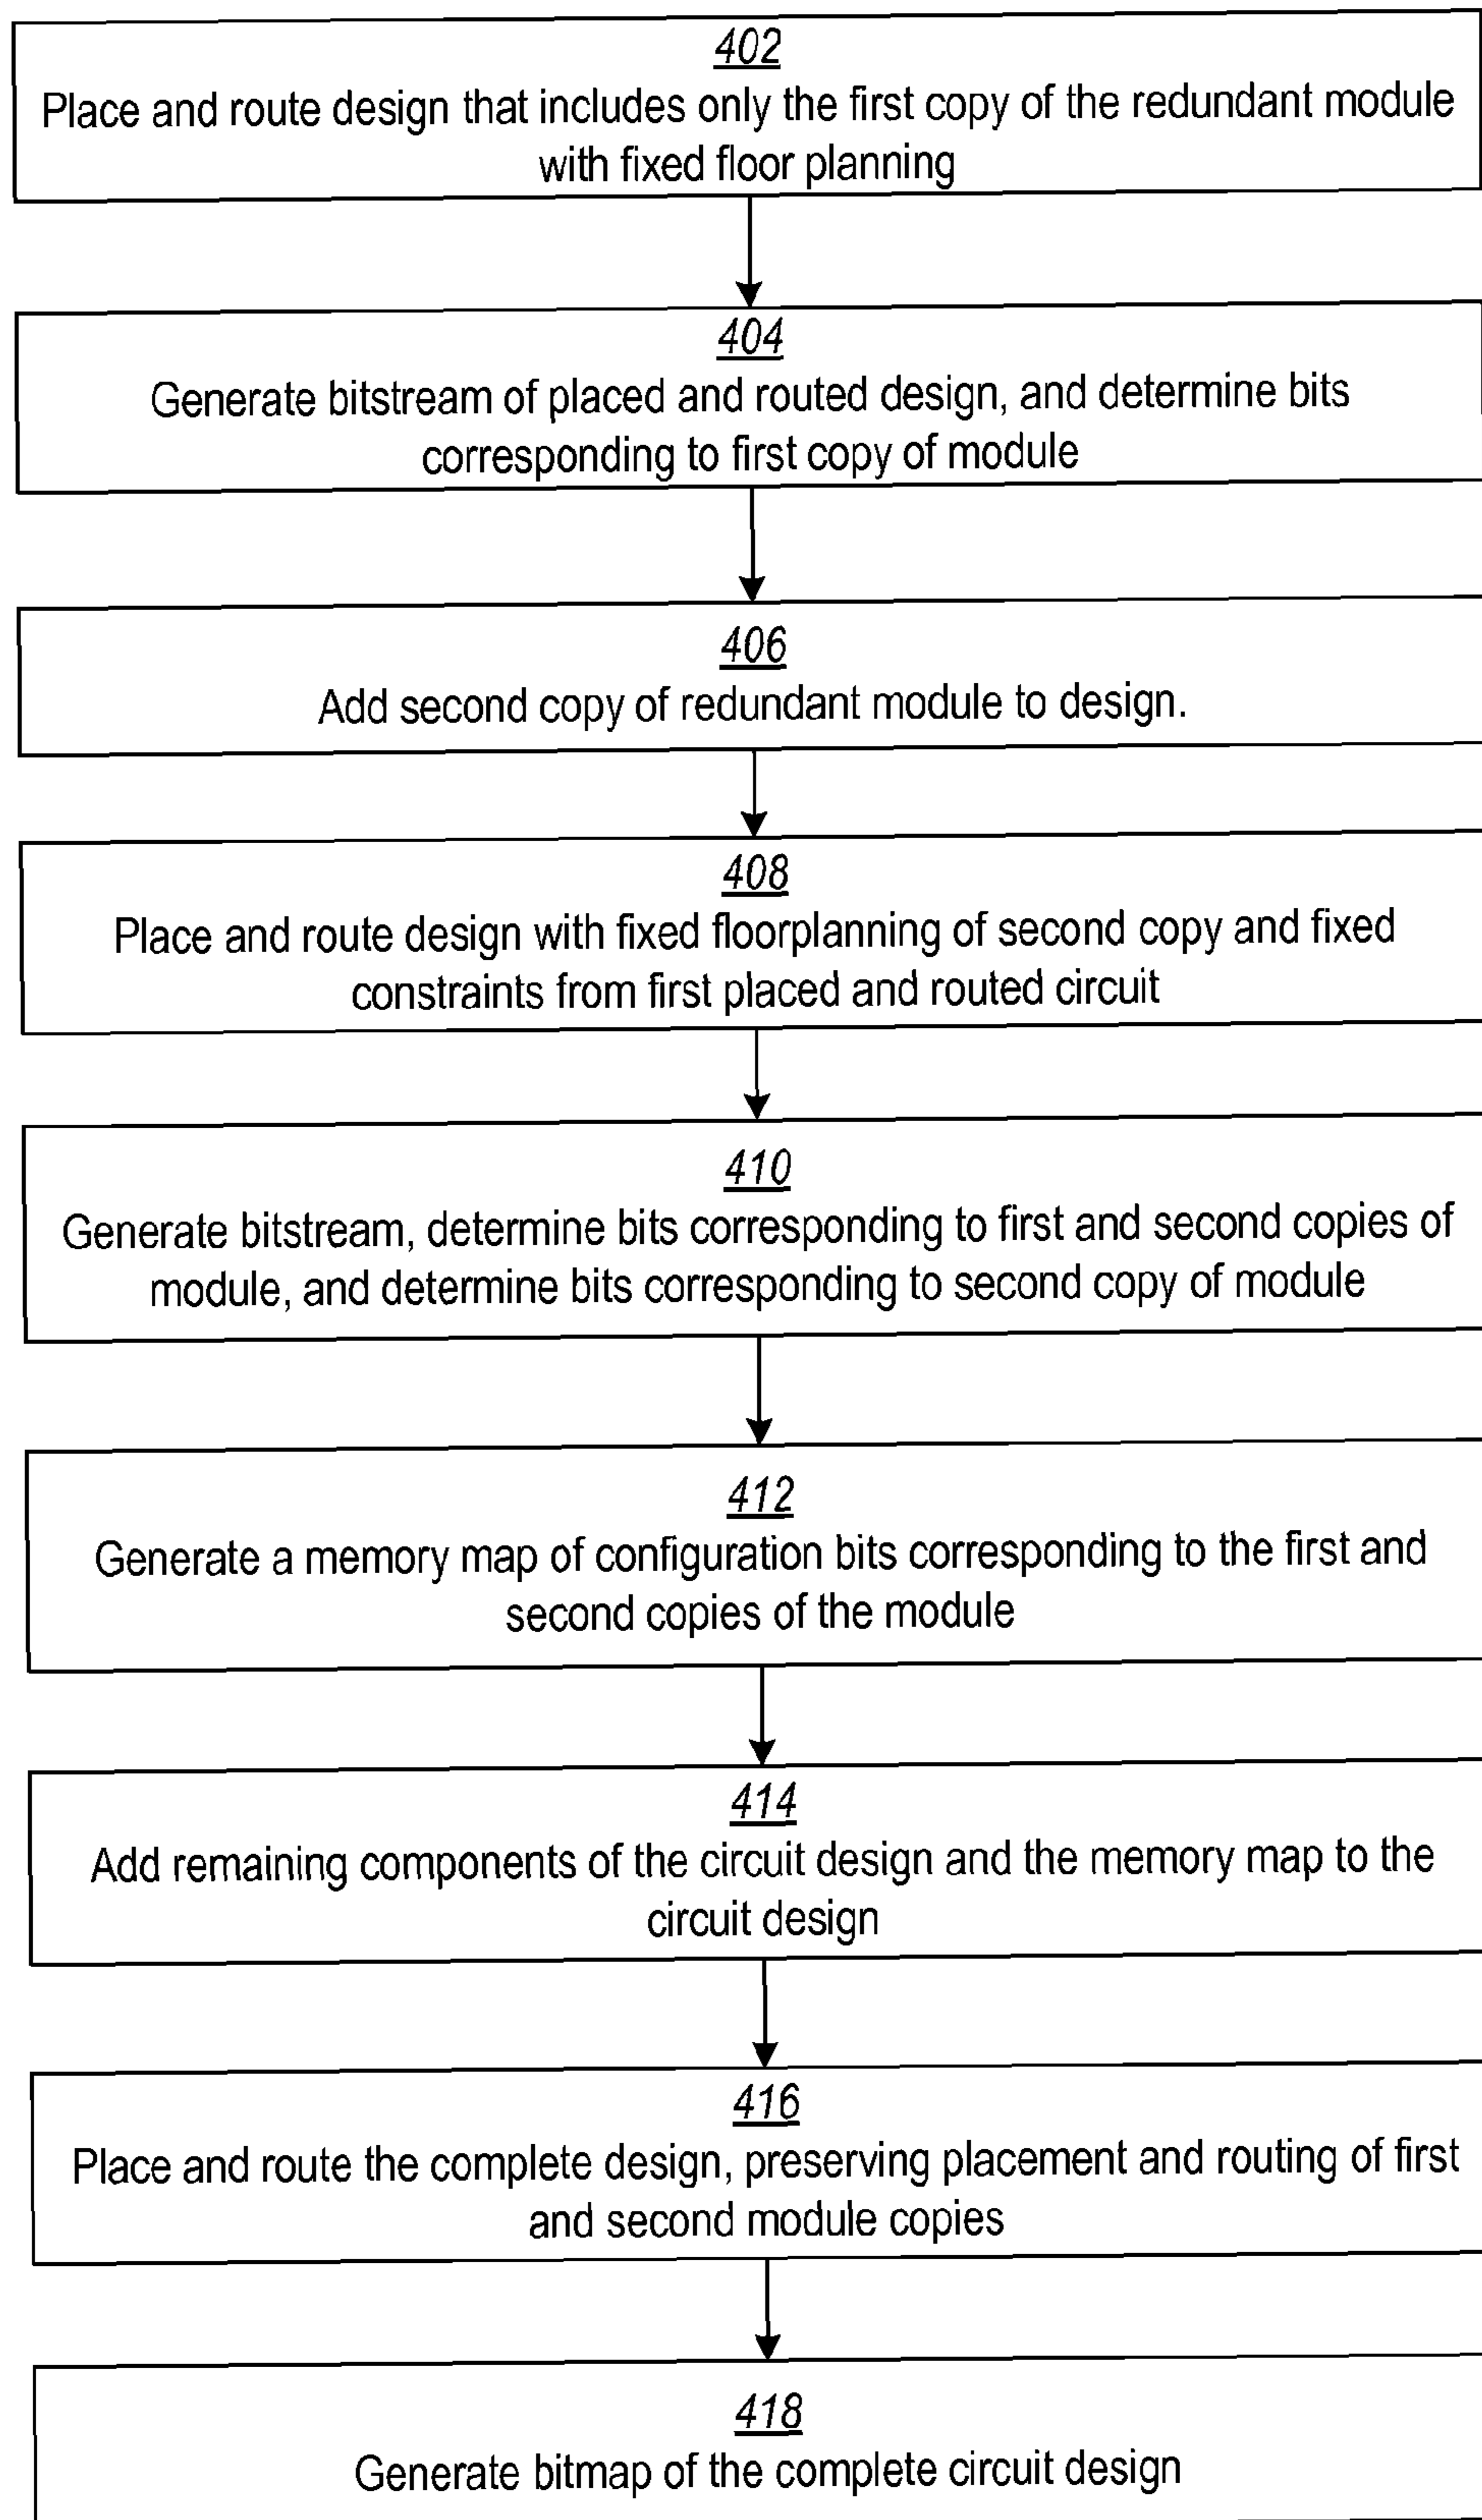 402
Place and route design that includes only the first copy of the redundant module
with fixed floor planning
404
Generate bitstream of placed and routed design, and determine bits
corresponding to first copy of module
406
Add second copy of redundant module to design.
408
Place and route design with fixed floorplanning of second copy and fixed
constraints from first placed and routed circuit
410
Generate bitstream, determine bits corresponding to first and second copies of
module, and determine bits corresponding to second copy of module
412
Generate a memory map of configuration bits corresponding to the first and
second copies of the module
414
Add remaining components of the circuit design and the memory map to the
circuit design
416
Place and route the complete design, preserving placement and routing of first
and second module copies
418
Generate bitmap of the complete circuit design